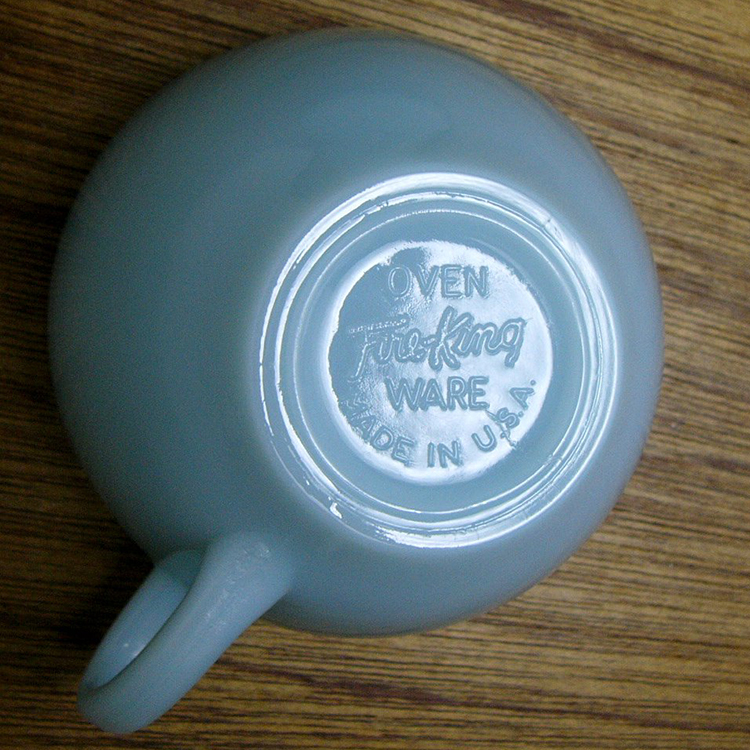 OVEN
Fire-King
WARE
MADE IN U.S.A.